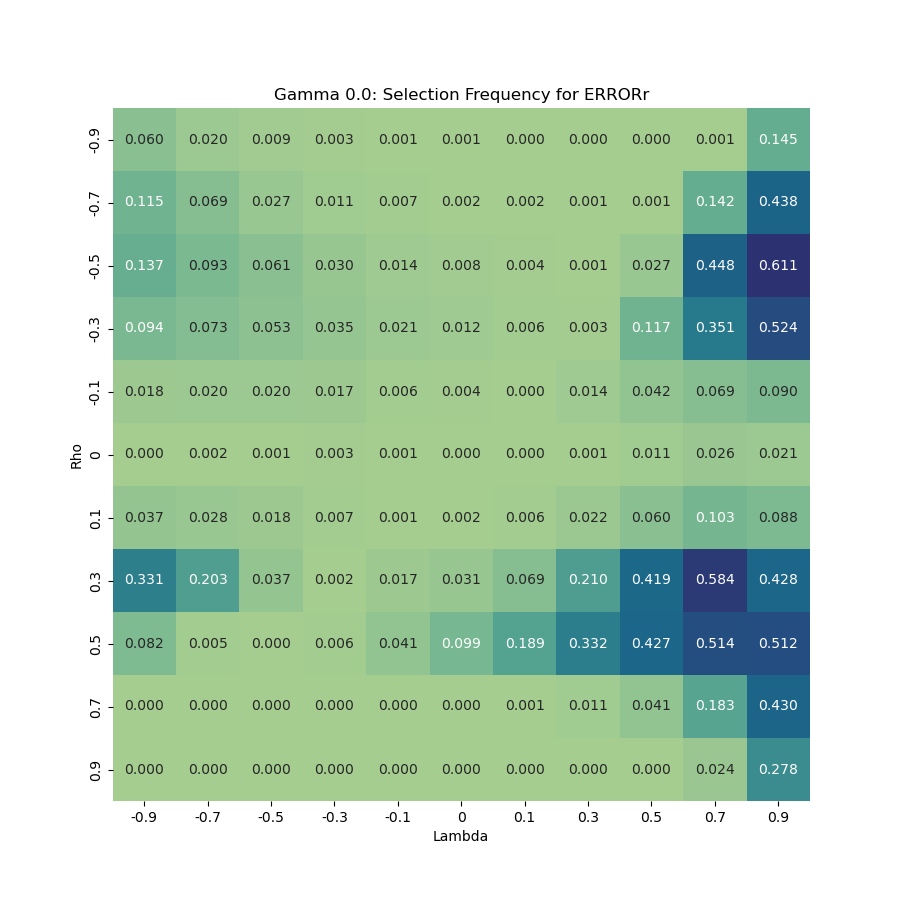 Gamma 0.0: Selection Frequency for ERRORr
-0.9 0.060 0.020 0.009 0.003 0.001 0.001 0.000 0.000 0.000 0.001 0.145
-0.7 0.115 0.069 0.027 0.011 0.007 0.002 0.002 0.001 0.001 0.142 0.438
-0.5 0.137 0.093 0.061 0.030 0.014 0.008 0.004 0.001 0.027 0.448 0.611
-0.3 0.094 0.073 0.053 0.035 0.021 0.012 0.006 0.003 0.117 0.351 0.524
-0.1 0.018 0.020 0.020 0.017 0.006 0.004 0.000 0.014 0.042 0.069 0.090
Rho
0 0.000 0.002 0.001 0.003 0.001 0.000 0.000 0.001 0.011 0.026 0.021
0.1 0.037 0.028 0.018 0.007 0.001 0.002 0.006 0.022 0.060 0.103 0.088
0.3 0.331 0.203 0.037 0.002 0.017 0.031 0.069 0.210 0.419 0.584 0.428
0.5 0.082 0.005 0.000 0.006 0.041 0.099 0.189 0.332 0.427 0.514 0.512
0.7 0.000 0.000 0.000 0.000 0.000 0.000 0.001 0.011 0.041 0.183 0.430
0.9 0.000 0.000 0.000 0.000 0.000 0.000 0.000 0.000 0.000 0.024 0.278
-0.9 -0.7 -0.5 -0.3 -0.1 0 0.1 0.3 0.5 0.7 0.9
Lambda